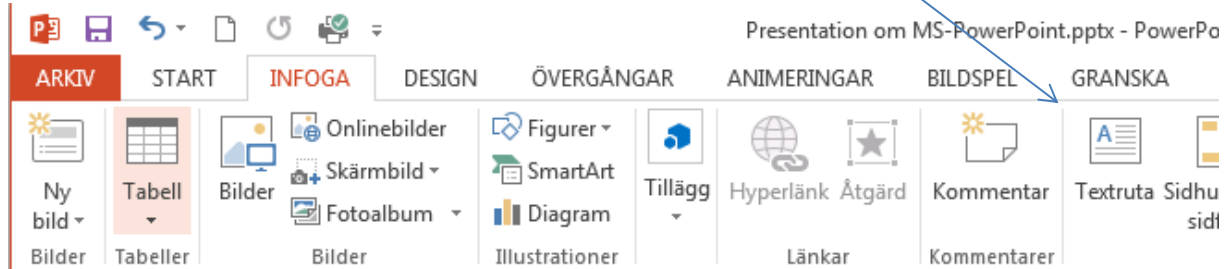 Presentation om MS-PowerPoint.pptx - PowerPo
ARKIV START INFOGA DESIGN ÖVERGÅNGAR ANIMERINGAR BILDSPEL GRANSKA
Ny bild
Tabell
Bilder
Onlinebilder
Skärmbild
Fotoalbum
Figurer
SmartArt
Diagram
Tillägg
Hyperlänk Åtgärd
Kommentar
Textruta Sidhu
sidf
Bilder Tabeller Bilder Illustrationer Länkar Kommentarer